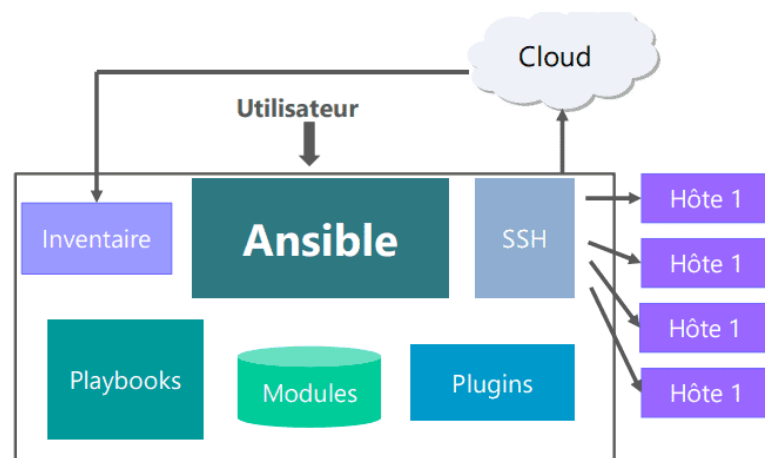 Cloud
Utilisateur
Inventaire
Ansible
SSH
Hôte 1
Hôte 1
Hôte 1
Hôte 1
Playbooks
Modules
Plugins